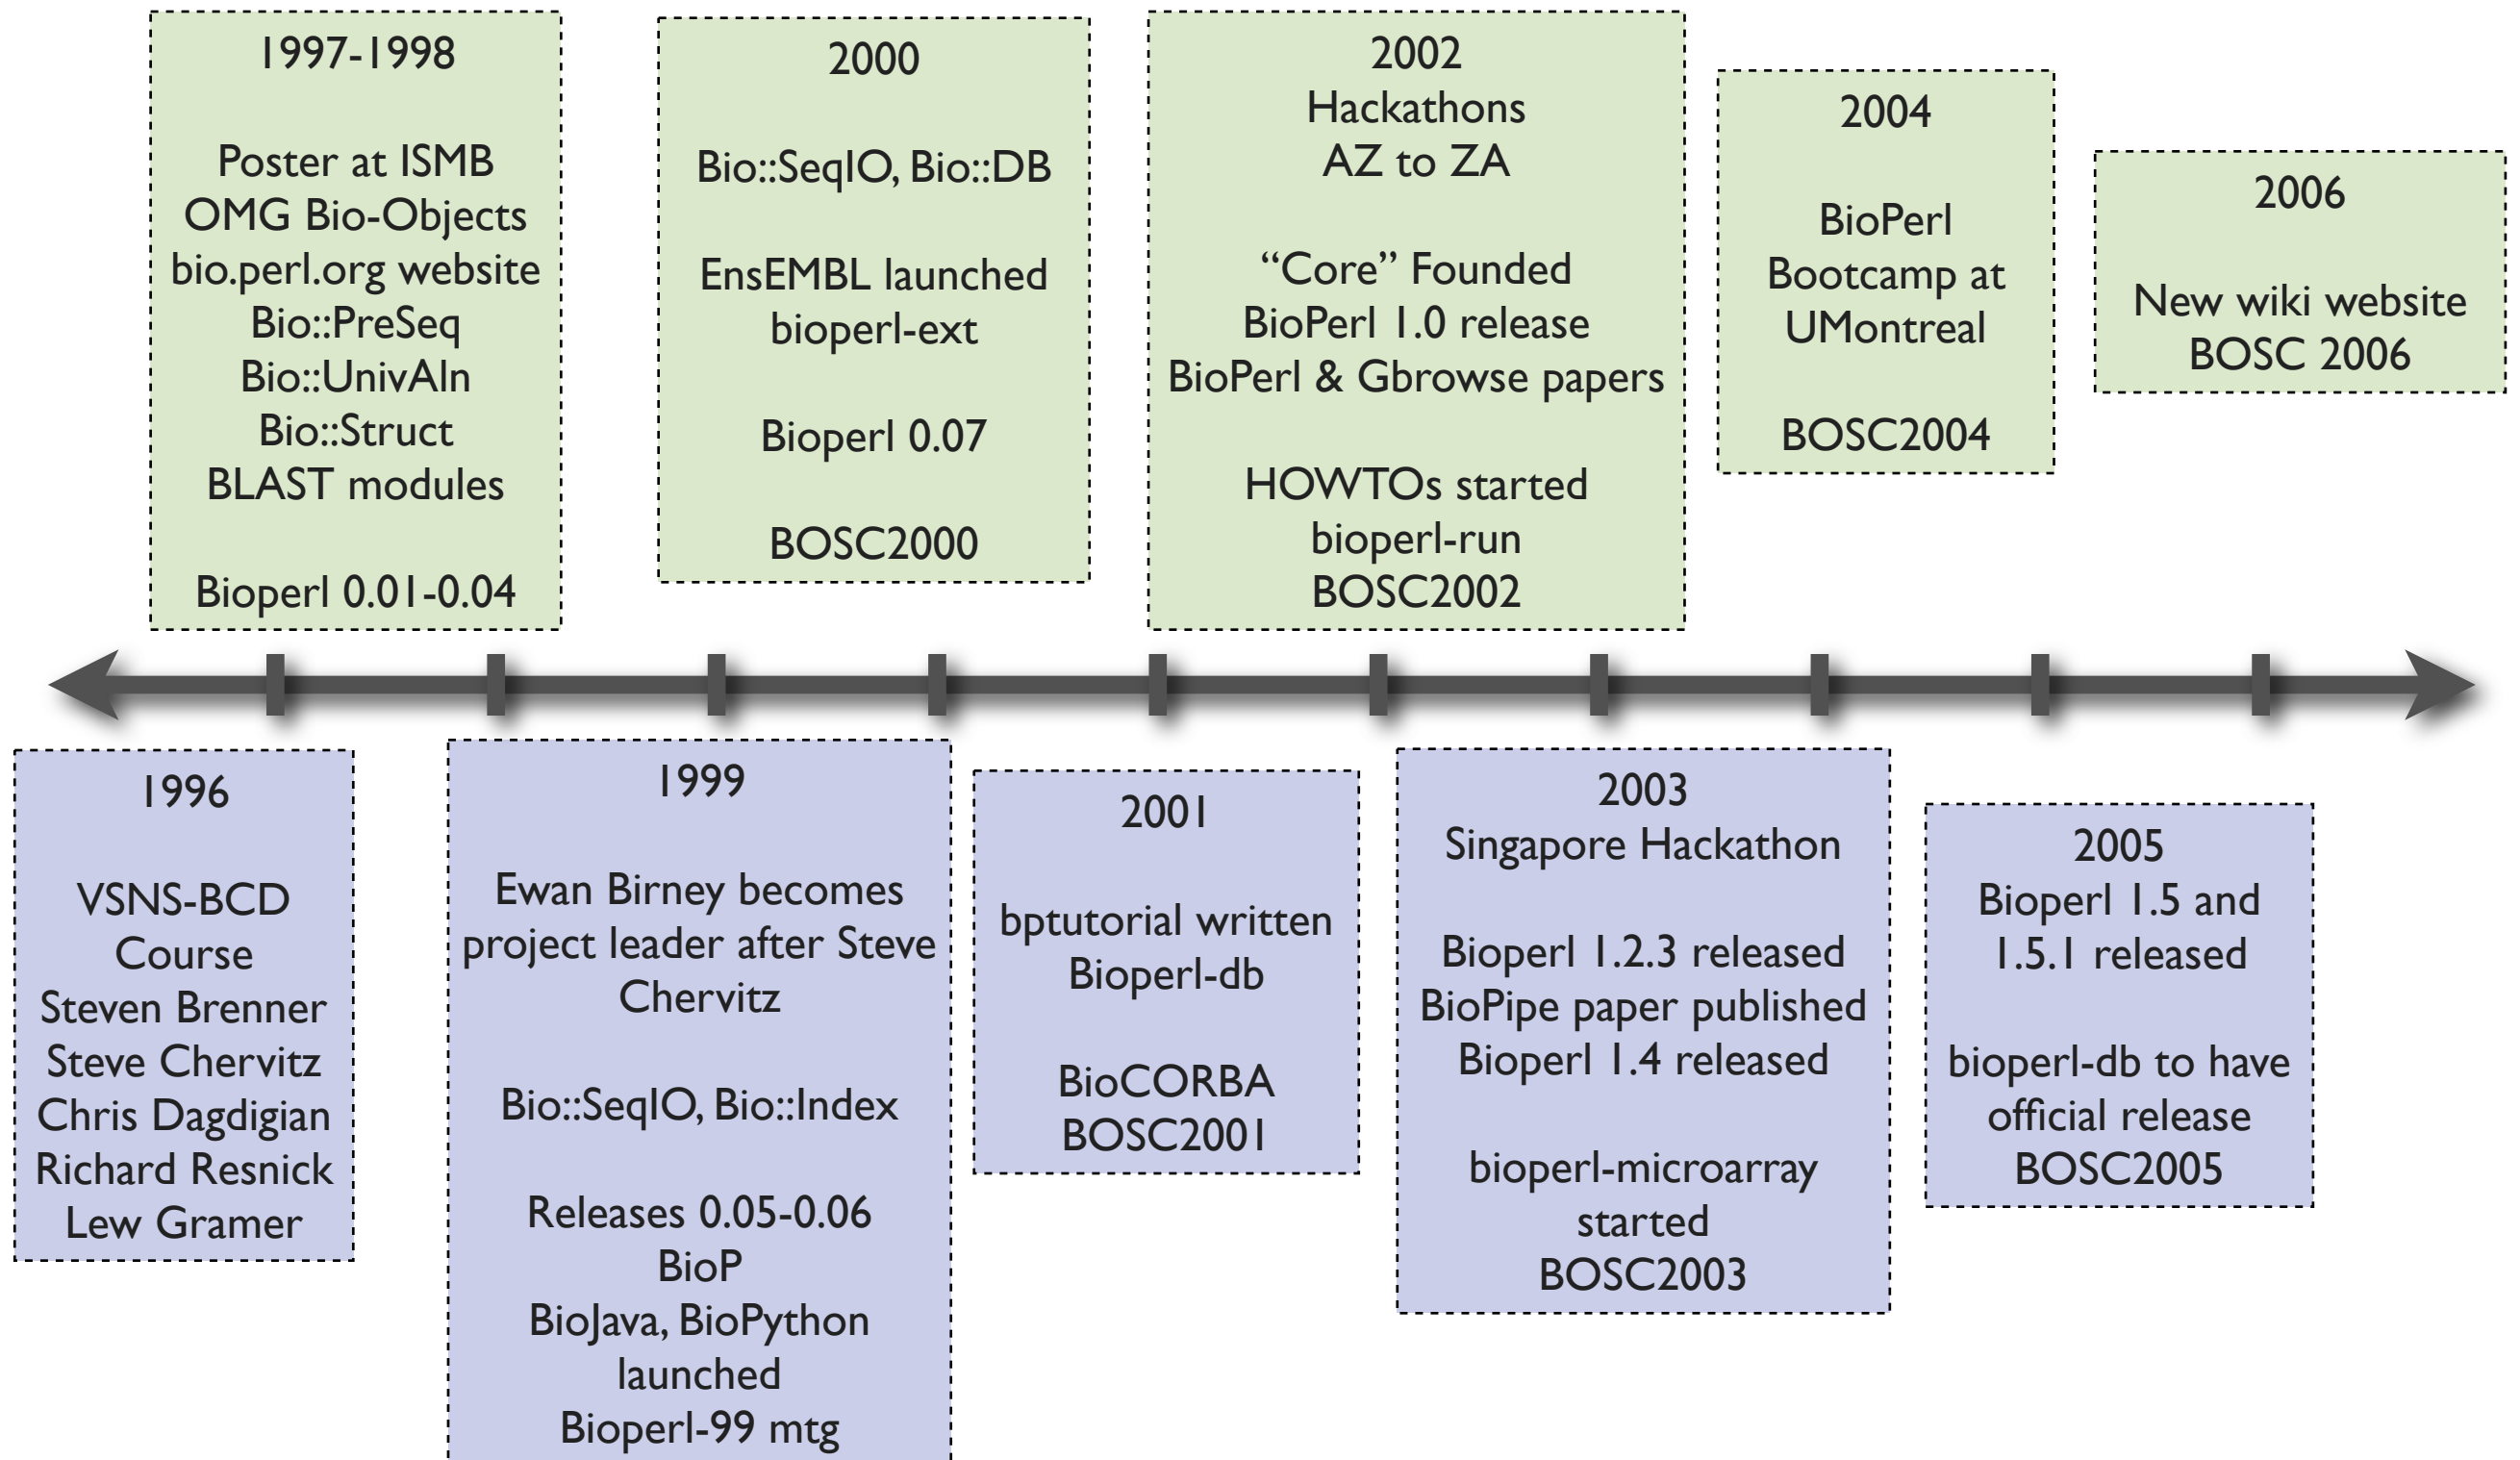 1997-1998
Poster at ISMB
OMG Bio-Objects
bio.perl.org website
Bio::PreSeq
Bio::UnivAln
Bio::Struct
BLAST modules
Bioperl 0.01-0.04
2000
Bio::SeqIO, Bio::DB
EnsEMBL launched
bioperl-ext
Bioperl 0.07
BOSC2000
2002
Hackathons
AZ to ZA
“Core” Founded
BioPerl 1.0 release
BioPerl & Gbrowse papers
HOWTOs started
bioperl-run
BOSC2002
2004
BioPerl
Bootcamp at
UMontreal
BOSC2004
2006
New wiki website
BOSC 2006
1996
VSNS-BCD
Course
Steven Brenner
Steve Chervitz
Chris Dagdigian
Richard Resnick
Lew Gramer
1999
Ewan Birney becomes
project leader after Steve
Chervitz
Bio::SeqIO, Bio::Index
Releases 0.05-0.06
BioP
BioJava, BioPython
launched
Bioperl-99 mtg
2001
bptutorial written
Bioperl-db
BioCORBA
BOSC2001
2003
Singapore Hackathon
Bioperl 1.2.3 released
BioPipe paper published
Bioperl 1.4 released
bioperl-microarray
started
BOSC2003
2005
Bioperl 1.5 and
1.5.1 released
bioperl-db to have
official release
BOSC2005